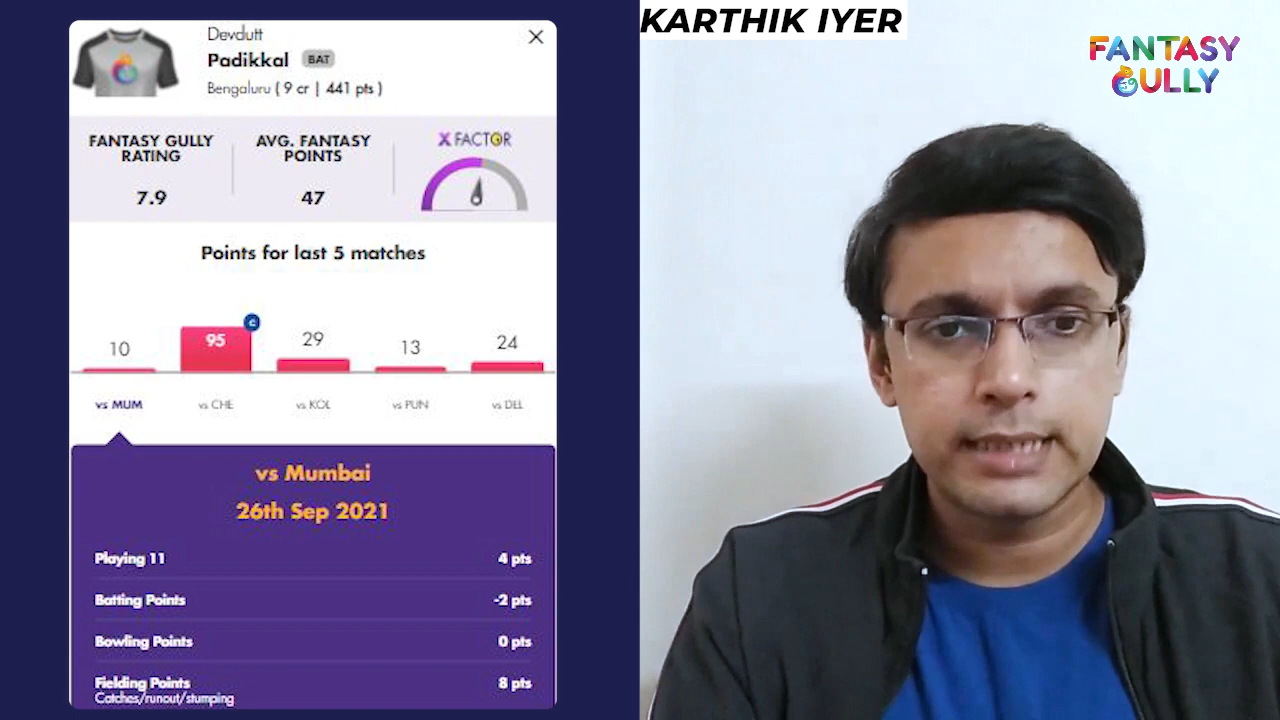 KARTHIK IYER
FANTASY
GULLY
Devdutt
Padikkal BAT
Bengaluru ( 9 cr | 441 pts )
FANTASY GULLY
RATING
7.9
AVG. FANTASY
POINTS
47
X FACTOR
Points for last 5 matches
10 95 C 29 13 24
vs MUM vs CHE vs KOL vs PUN vs DEL
vs Mumbai
26th Sep 2021
Playing 11 4 pts
Batting Points -2 pts
Bowling Points 0 pts
Fielding Points 8 pts
Catches/runout/stumping